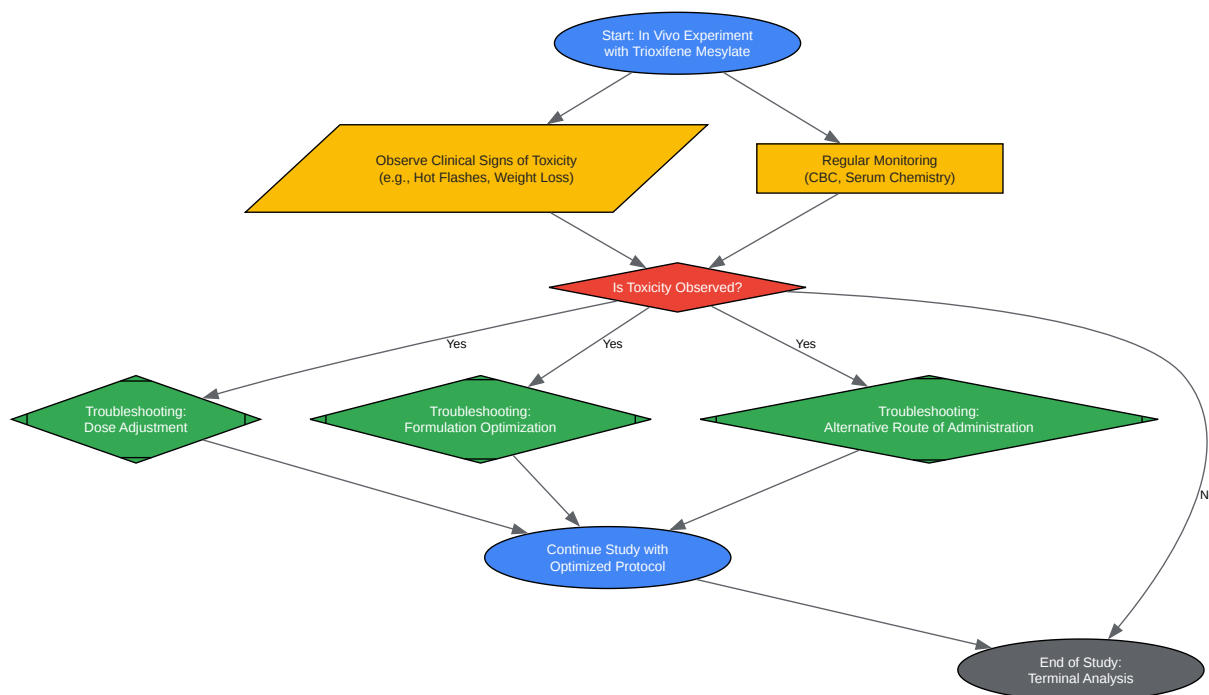 Start: In Vivo Experiment
with Trioxifene Mesylate
Observe Clinical Signs of Toxicity
(e.g., Hot Flashes, Weight Loss)
Regular Monitoring
(CBC, Serum Chemistry)
Is Toxicity Observed?
Yes
Yes
Yes
Troubleshooting:
Dose Adjustment
Troubleshooting:
Formulation Optimization
Troubleshooting:
Alternative Route of Administration
N
Continue Study with
Optimized Protocol
End of Study:
Terminal Analysis